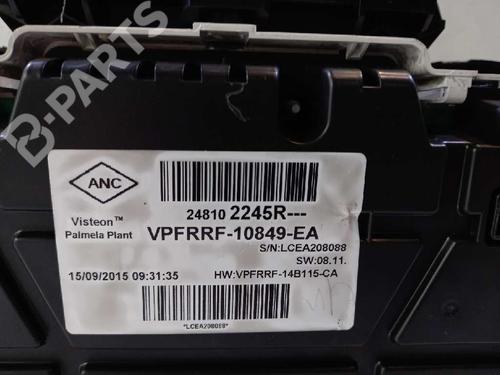 B-PARTS
ANC
24810 2245R---
Visteon™
Palmela Plant
VPFRRF-10849-EA
S/N:LCEA208088
SW:08.11.
15/09/2015 09:31:35
HW:VPFRRF-14B115-CA
*LCEA208088*